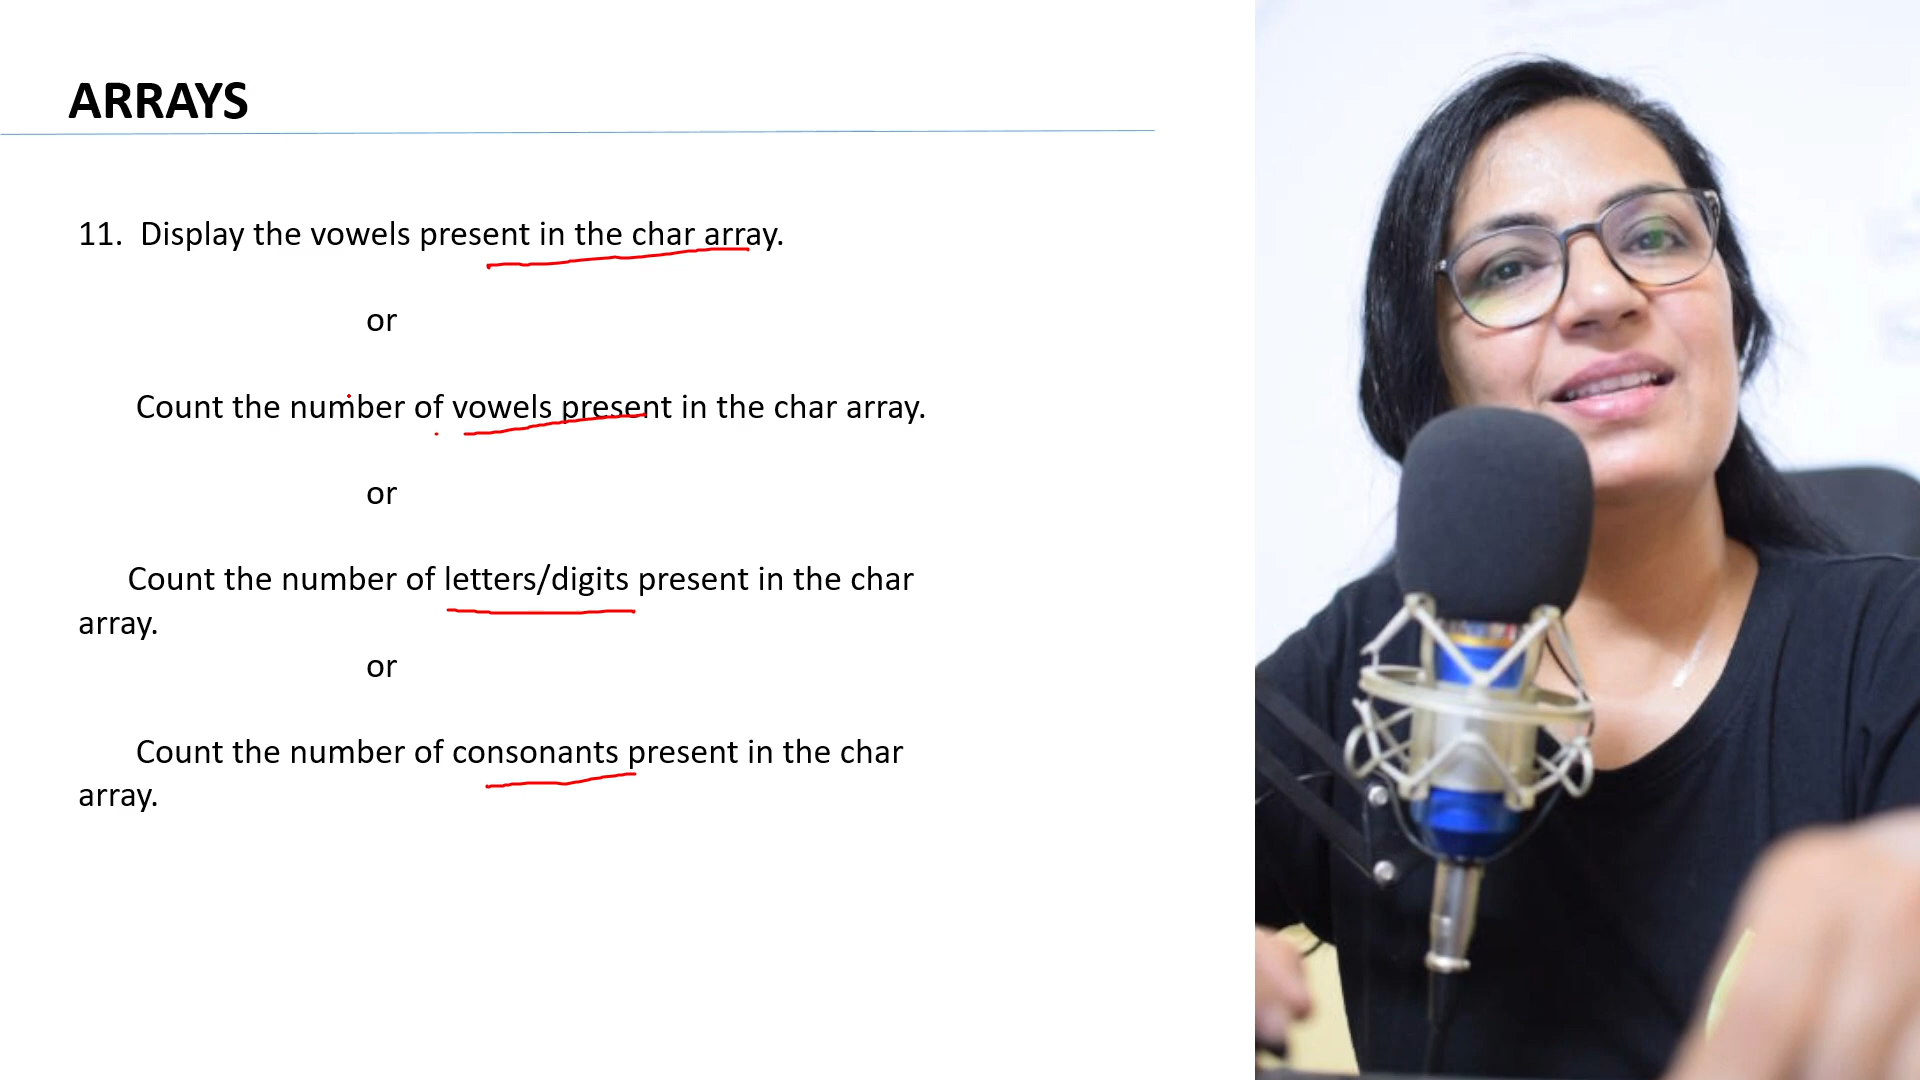 ARRAYS
11. Display the vowels present in the char array.
or
Count the number of vowels present in the char array.
or
Count the number of letters/digits present in the char
array.
or
Count the number of consonants present in the char
array.